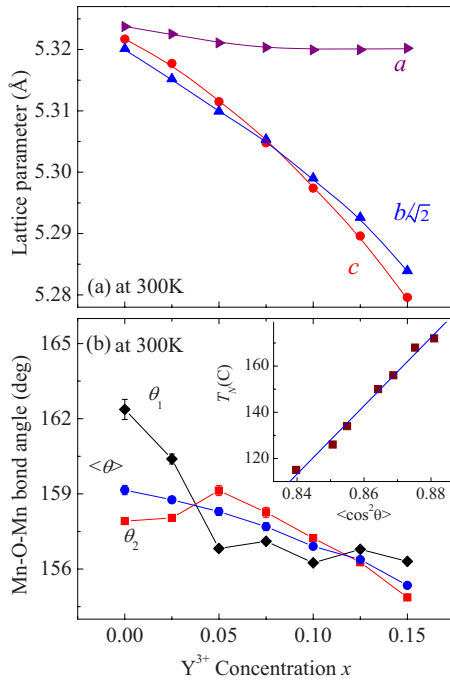 5.32
5.31
5.30
5.29
5.28
Lattice parameter (Å)
a
b/√2
c
(a) at 300K
165
162
159
156
Mn-O-Mn bond angle (deg)
(b) at 300K
θ1
<θ>
θ2
160
140
120
T_N(C)
0.84 0.86 0.88
<cos²θ>
0.00 0.05 0.10 0.15
Y³⁺ Concentration x